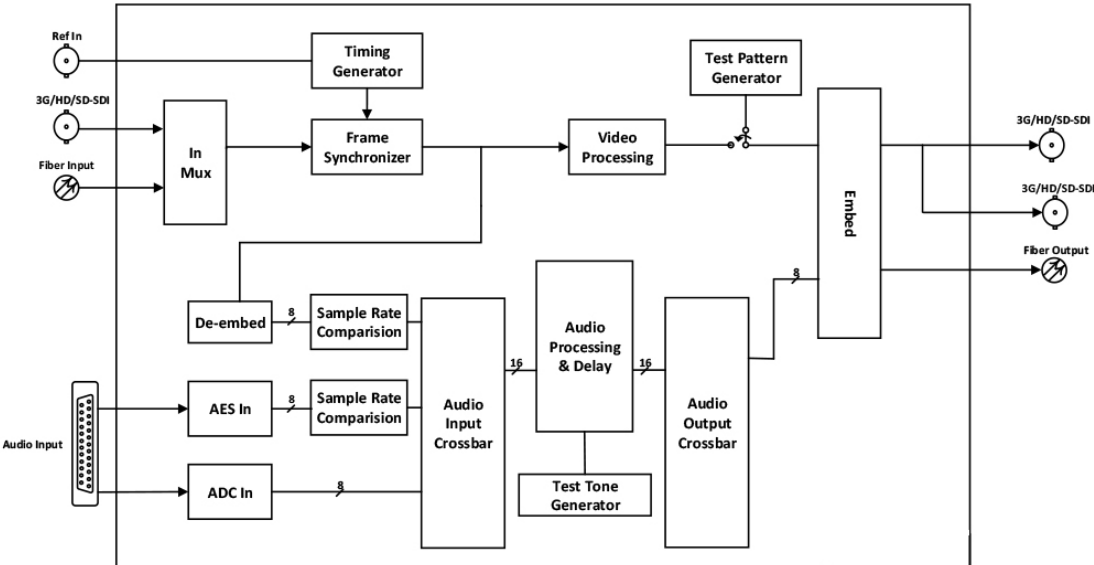 Ref In
Timing
Generator
Test Pattern
Generator
3G/HD/SD-SDI
In
Mux
Frame
Synchronizer
Video
Processing
3G/HD/SD-SDI
Fiber Input
3G/HD/SD-SDI
Embed
Fiber Output
8
De-embed
8
Sample Rate
Comparision
Audio
Processing
& Delay
16
16
AES In
8
Sample Rate
Comparision
Audio
Input
Crossbar
Audio
Output
Crossbar
Audio Input
ADC In
8
Test Tone
Generator